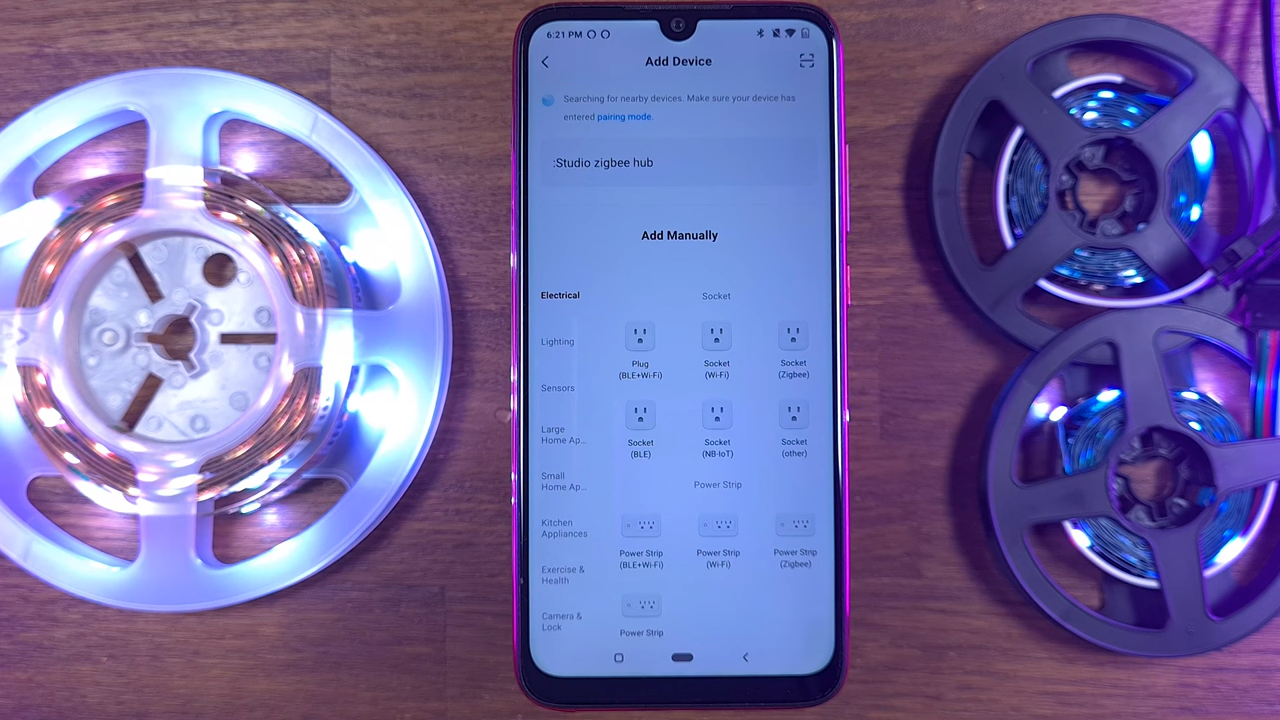 6:21 PM
Add Device
Searching for nearby devices. Make sure your device has
entered pairing mode.
:Studio zigbee hub
Add Manually
Electrical
Lighting
Sensors
Large
Home Ap...
Small
Home Ap...
Kitchen
Appliances
Exercise &
Health
Camera &
Lock
Socket
Plug
(BLE+Wi-Fi)
Socket
(Wi-Fi)
Socket
(Zigbee)
Socket
(BLE)
Socket
(NB-IoT)
Socket
(other)
Power Strip
Power Strip
(BLE+Wi-Fi)
Power Strip
(Wi-Fi)
Power Strip
(Zigbee)
Power Strip